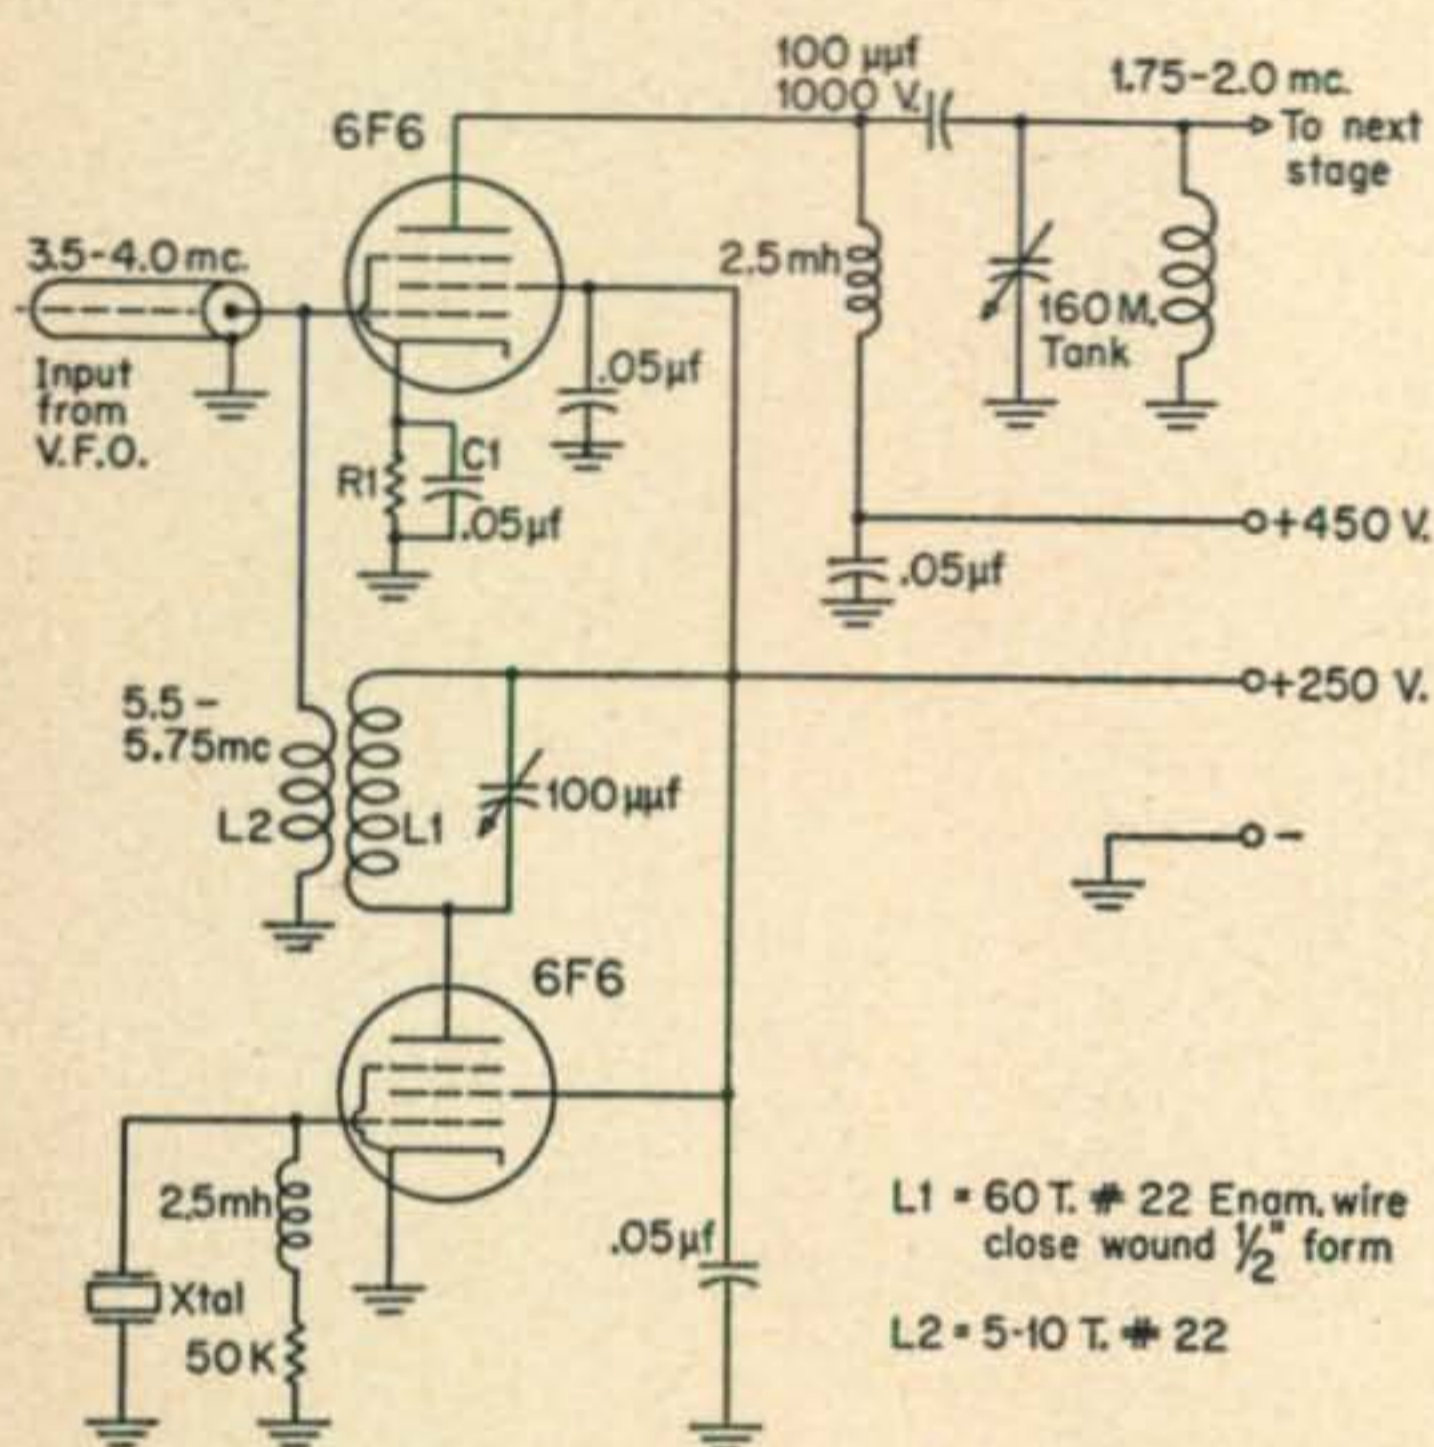 100 µµf
1000 V.
1.75-2.0 mc.
To next
stage
6F6
3.5-4.0 mc.
2.5mh
160 M.
Tank
Input
from
V.F.O.
.05µf
C1
R1
.05µf
+450 V.
.05µf
+250 V.
5.5-
5.75mc
100µµf
L2
L1
-
6F6
2.5mh
.05µf
L1 = 60 T. # 22 Enam. wire
close wound ½" form
Xtal
50K
L2 = 5-10 T. # 22